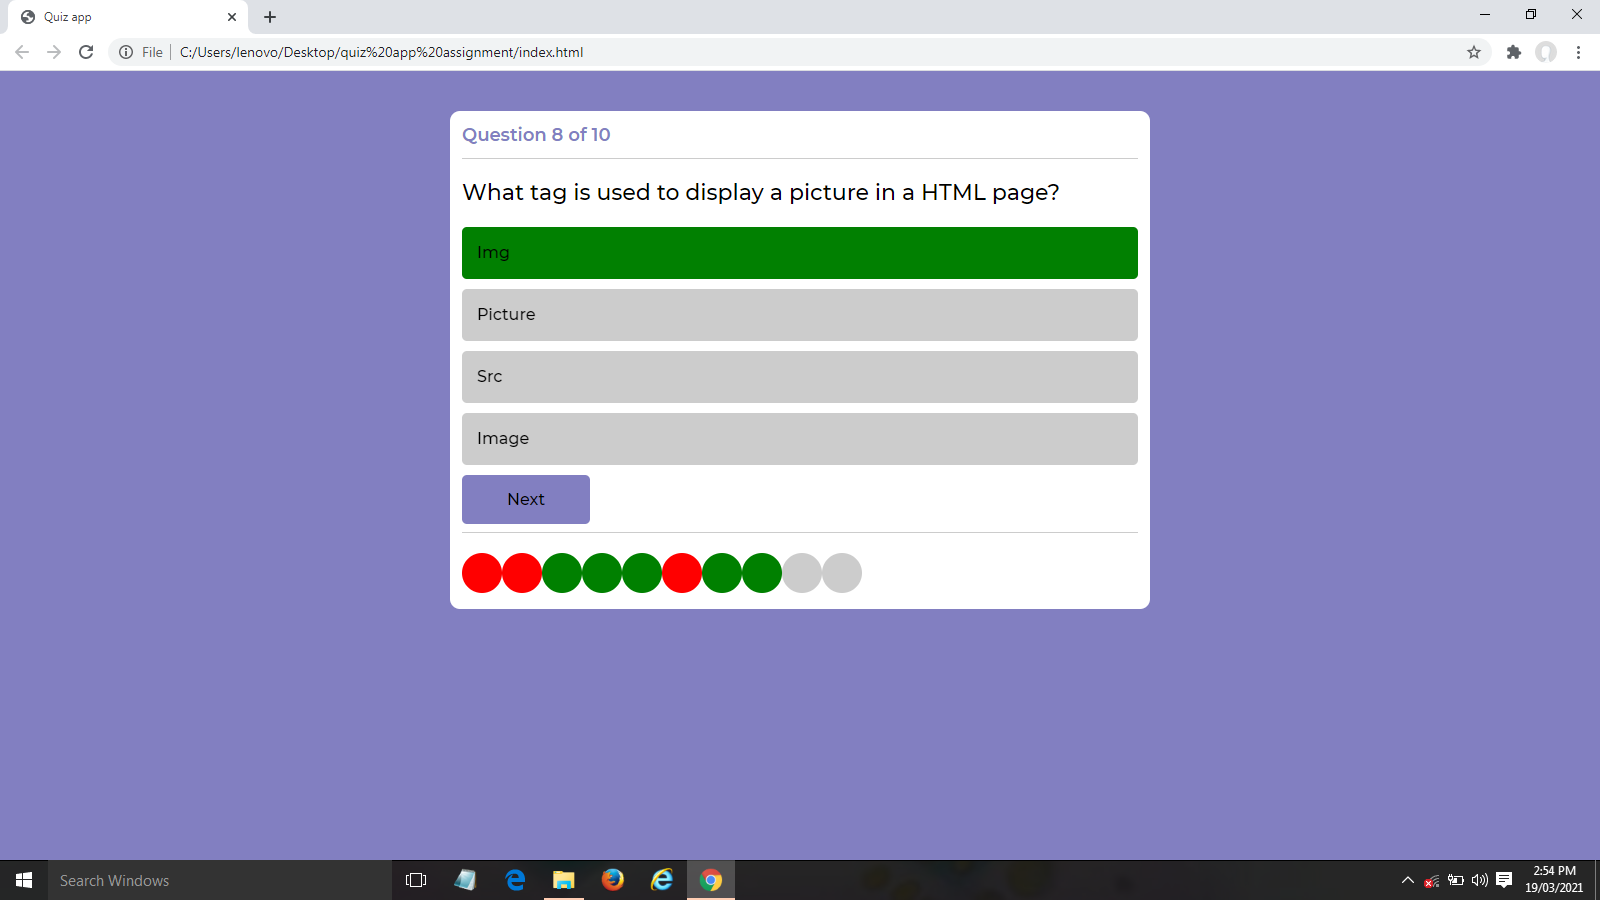 Quiz app
File
C:/Users/lenovo/Desktop/quiz%20app%20assignment/index.html
Question 8 of 10
What tag is used to display a picture in a HTML page?
Img
Picture
Src
Image
Next
Search Windows
2:54 PM
19/03/2021